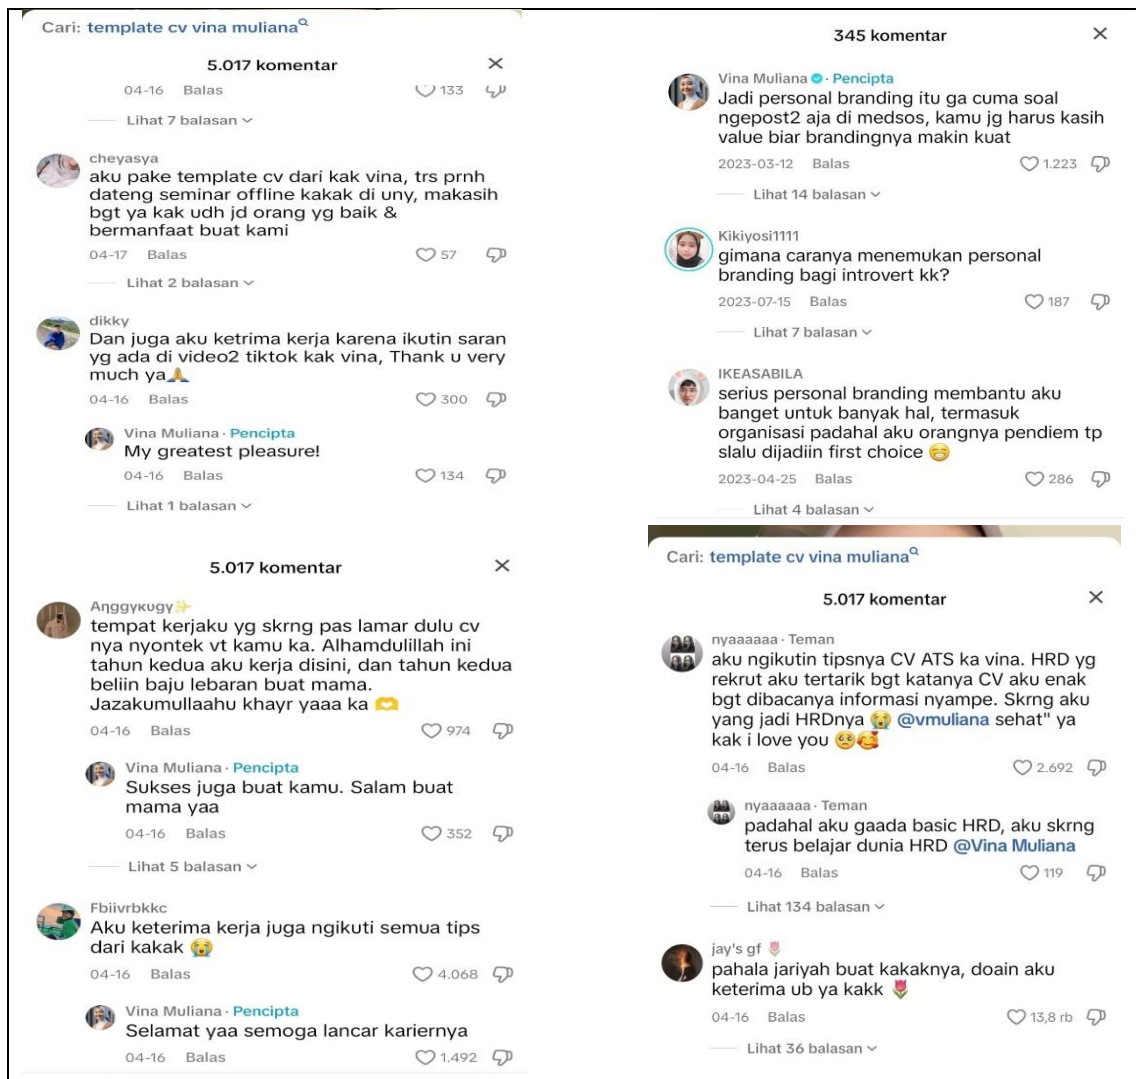 Cari: template cv vina muliana
5.017 komentar
04-16 Balas 133
Lihat 7 balasan
cheyasya
aku pake template cv dari kak vina, trs prnh
dateng seminar offline kakak di uny, makasih
bgt ya kak udh jd orang yg baik &
bermanfaat buat kami
04-17 Balas 57
Lihat 2 balasan
dikky
Dan juga aku ketrima kerja karena ikutin saran
yg ada di video2 tiktok kak vina, Thank u very
much ya🙏
04-16 Balas 300
Vina Muliana · Pencipta
My greatest pleasure!
04-16 Balas 134
Lihat 1 balasan
345 komentar
Vina Muliana · Pencipta
Jadi personal branding itu ga cuma soal
ngepost2 aja di medsos, kamu jg harus kasih
value biar brandingnya makin kuat
2023-03-12 Balas 1.223
Lihat 14 balasan
Kikiyosi1111
gimana caranya menemukan personal
branding bagi introvert kk?
2023-07-15 Balas 187
Lihat 7 balasan
IKEASABILA
serius personal branding membantu aku
banget untuk banyak hal, termasuk
organisasi padahal aku orangnya pendiem tp
slalu dijadiin first choice 😁
2023-04-25 Balas 286
Lihat 4 balasan
5.017 komentar
Aηggyκυgy✨
tempat kerjaku yg skrng pas lamar dulu cv
nya nyontek vt kamu ka. Alhamdulillah ini
tahun kedua aku kerja disini, dan tahun kedua
beliin baju lebaran buat mama.
Jazakumullaahu khayr yaaa ka 🫶
04-16 Balas 974
Vina Muliana · Pencipta
Sukses juga buat kamu. Salam buat
mama yaa
04-16 Balas 352
Lihat 5 balasan
Fbiivrbkkc
Aku keterima kerja juga ngikuti semua tips
dari kakak 😭
04-16 Balas 4.068
Vina Muliana · Pencipta
Selamat yaa semoga lancar kariernya
04-16 Balas 1.492
Cari: template cv vina muliana
5.017 komentar
nyaaaaaa · Teman
aku ngikutin tipsnya CV ATS ka vina. HRD yg
rekrut aku tertarik bgt katanya CV aku enak
bgt dibacanya informasi nyampe. Skrng aku
yang jadi HRDnya 😭 @vmuliana sehat" ya
kak i love you 🥺🥰
04-16 Balas 2.692
nyaaaaaa · Teman
padahal aku gaada basic HRD, aku skrng
terus belajar dunia HRD @Vina Muliana
04-16 Balas 119
Lihat 134 balasan
jay's gf 🌷
pahala jariyah buat kakaknya, doain aku
keterima ub ya kakk 🌷
04-16 Balas 13,8 rb
Lihat 36 balasan